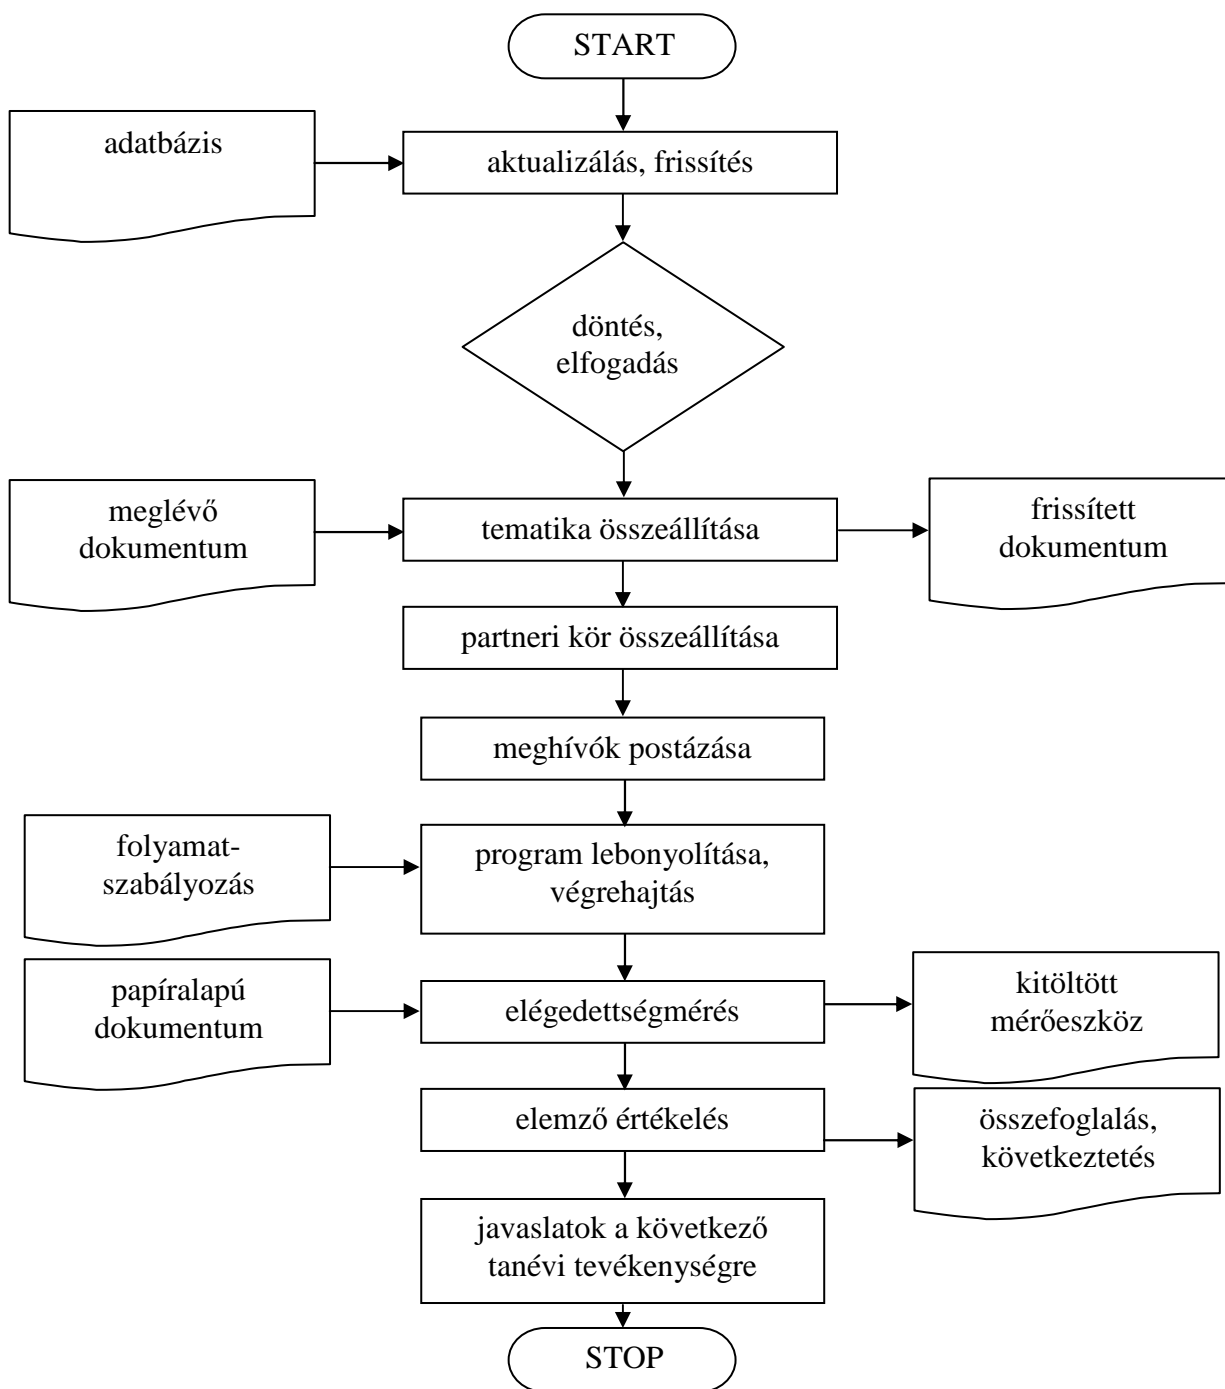 START
adatbázis
aktualizálás, frissítés
döntés,
elfogadás
meglévő
dokumentum
tematika összeállítása
frissített
dokumentum
partneri kör összeállítása
meghívók postázása
folyamat-
szabályozás
program lebonyolítása,
végrehajtás
papíralapú
dokumentum
elégedettségmérés
kitöltött
mérőeszköz
elemző értékelés
összefoglalás,
következtetés
javaslatok a következő
tanévi tevékenységre
STOP